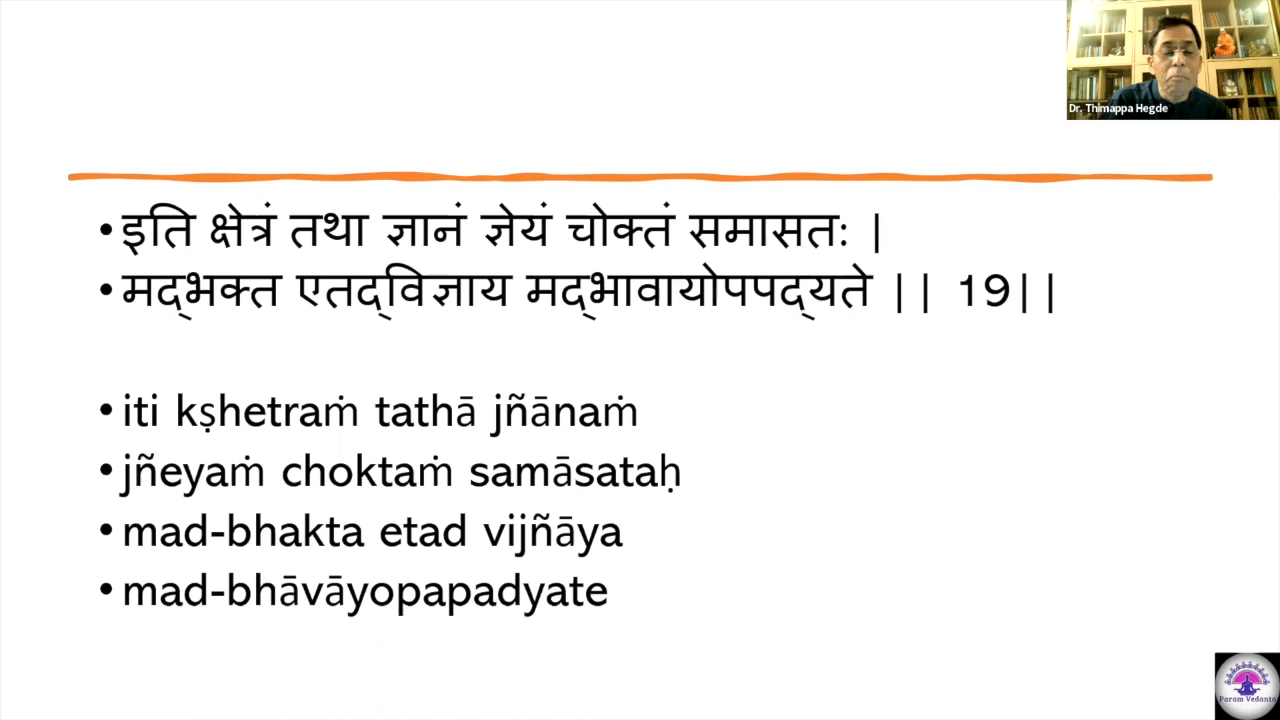 Dr. Thimappa Hegde
• इति क्षेत्रं तथा ज्ञानं ज्ञेयं चोक्तं समासतः |
• मद्‌भक्त एतद्‌विज्ञाय मद्‌भावायोपपद्‌यते || 19||
• iti kṣhetraṁ tathā jñānaṁ
• jñeyaṁ choktaṁ samāsataḥ
• mad-bhakta etad vijñāya
• mad-bhāvāyopapadyate
Param Vedanta